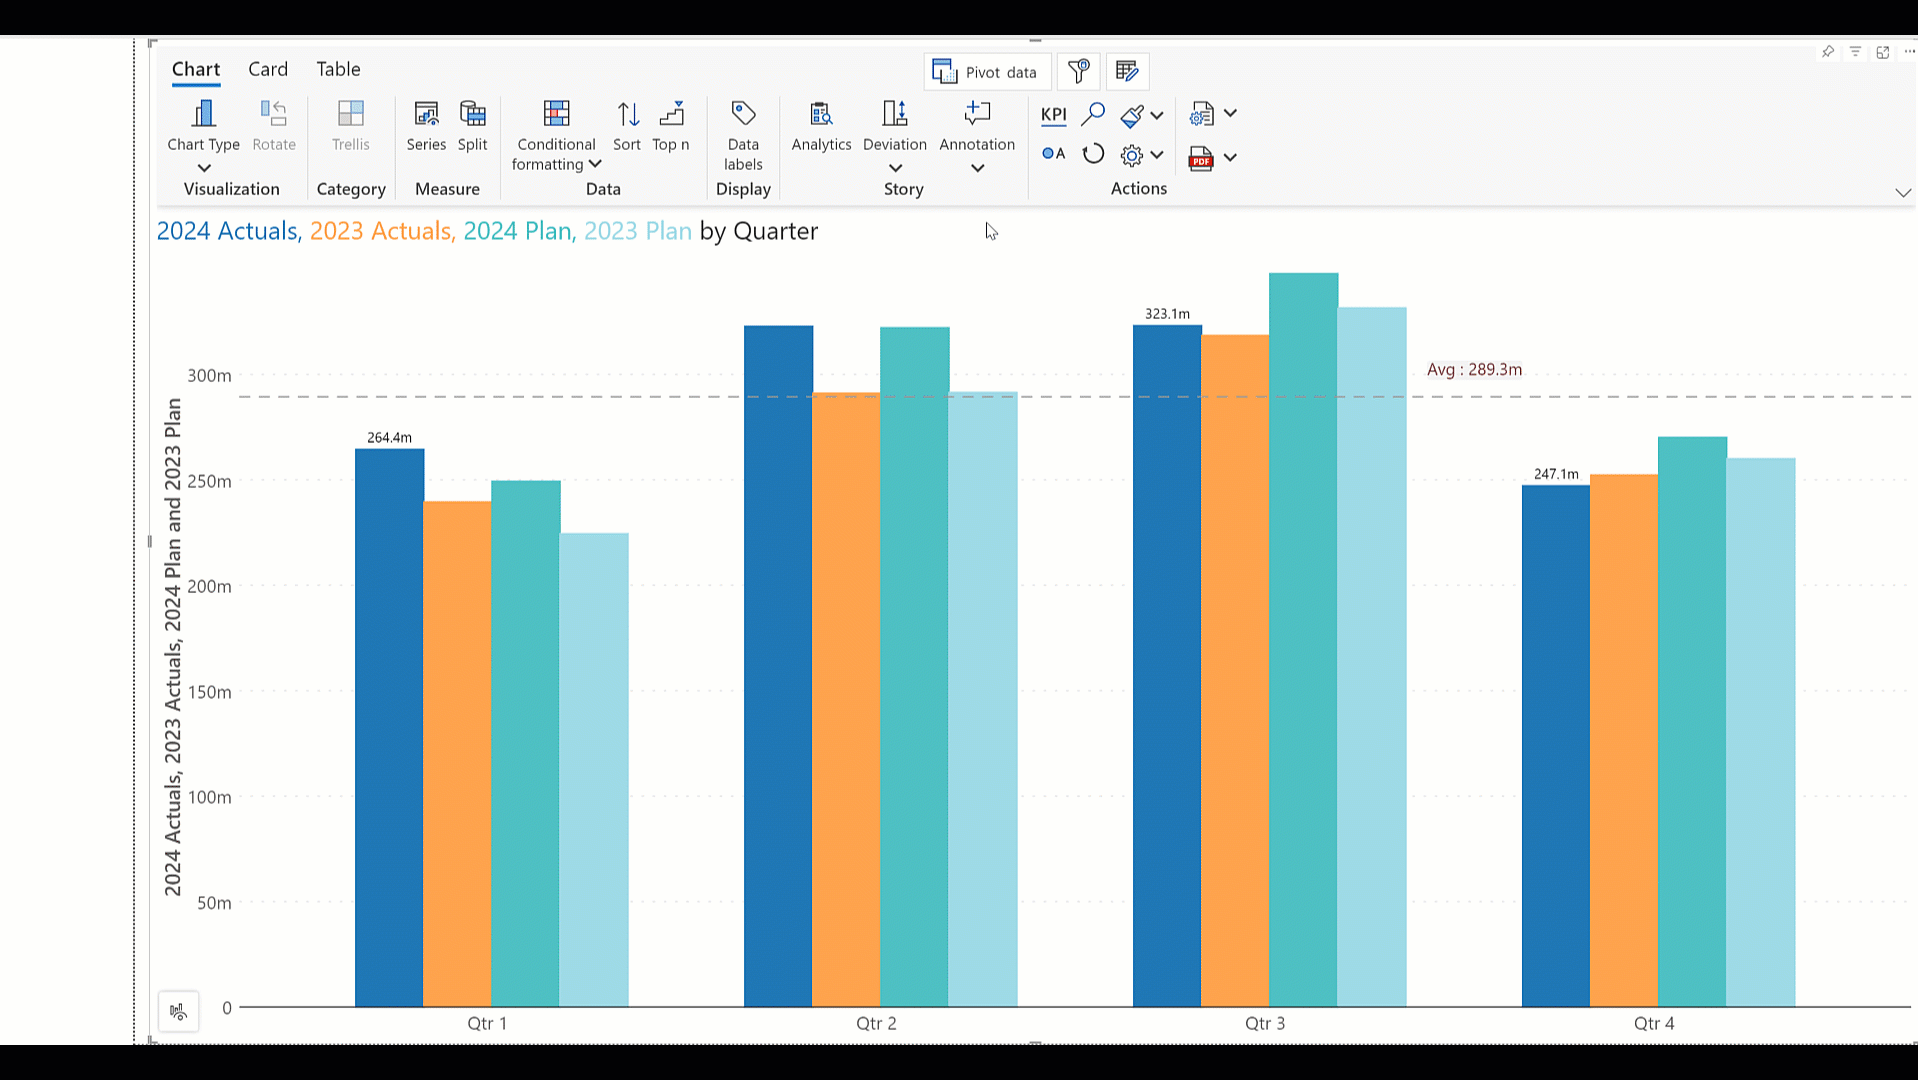 Chart Card Table
Pivot data
Chart Type Rotate Trellis Series Split Conditional formatting Sort Top n Data labels Analytics Deviation Annotation KPI
A
PDF
Visualization Category Measure Data Display Story Actions
2024 Actuals, 2023 Actuals, 2024 Plan, 2023 Plan by Quarter
2024 Actuals, 2023 Actuals, 2024 Plan and 2023 Plan
323.1m
Avg : 289.3m
300m
264.4m
247.1m
250m
200m
150m
100m
50m
0
Qtr 1 Qtr 2 Qtr 3 Qtr 4